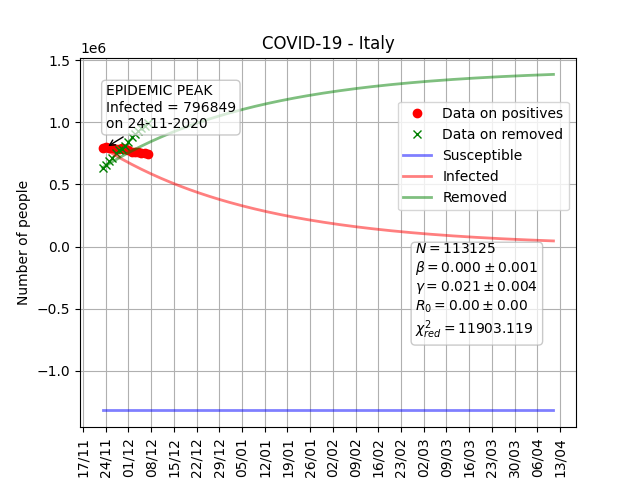 COVID-19 - Italy
1e6
1.5
1.0
0.5
0.0
−0.5
−1.0
Number of people
EPIDEMIC PEAK
Infected = 796849
on 24-11-2020
Data on positives
Data on removed
Susceptible
Infected
Removed
N = 113125
β = 0.000 ± 0.001
γ = 0.021 ± 0.004
R₀ = 0.00 ± 0.00
χ²_red = 11903.119
17/11
24/11
01/12
08/12
15/12
22/12
29/12
05/01
12/01
19/01
26/01
02/02
09/02
16/02
23/02
02/03
09/03
16/03
23/03
30/03
06/04
13/04